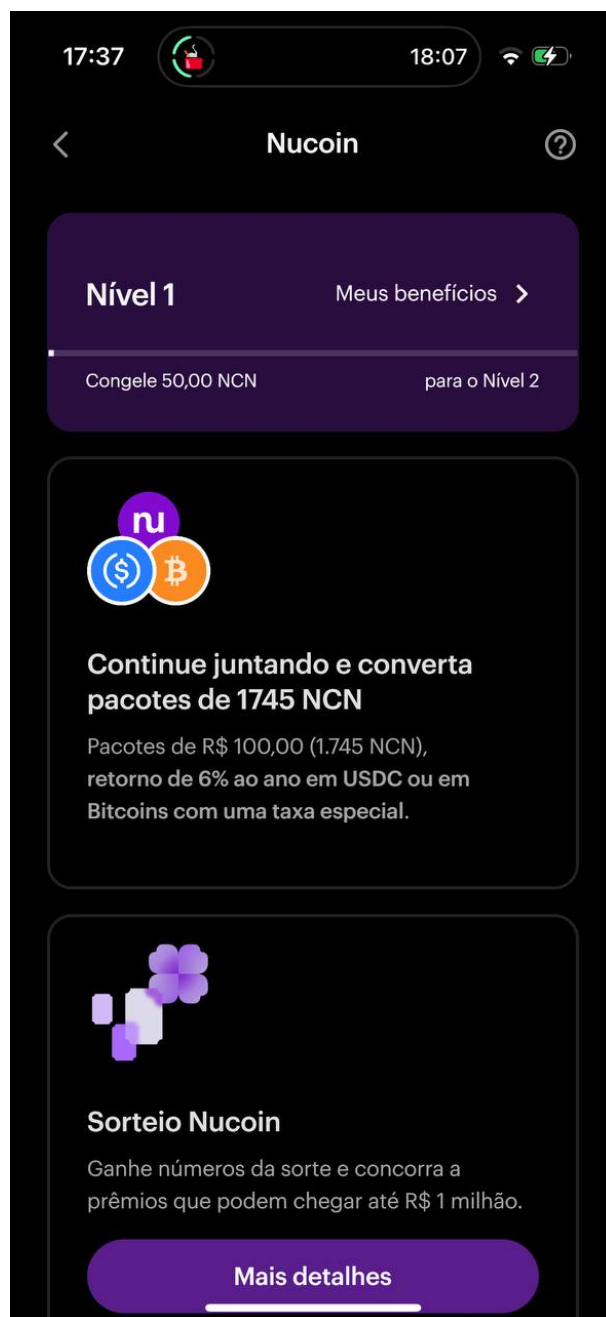 17:37 18:07
Nucoin
Nível 1 Meus benefícios
Congele 50,00 NCN para o Nível 2
nu
Continue juntando e converta
pacotes de 1745 NCN
Pacotes de R$ 100,00 (1.745 NCN),
retorno de 6% ao ano em USDC ou em
Bitcoins com uma taxa especial.
Sorteio Nucoin
Ganhe números da sorte e concorra a
prêmios que podem chegar até R$ 1 milhão.
Mais detalhes